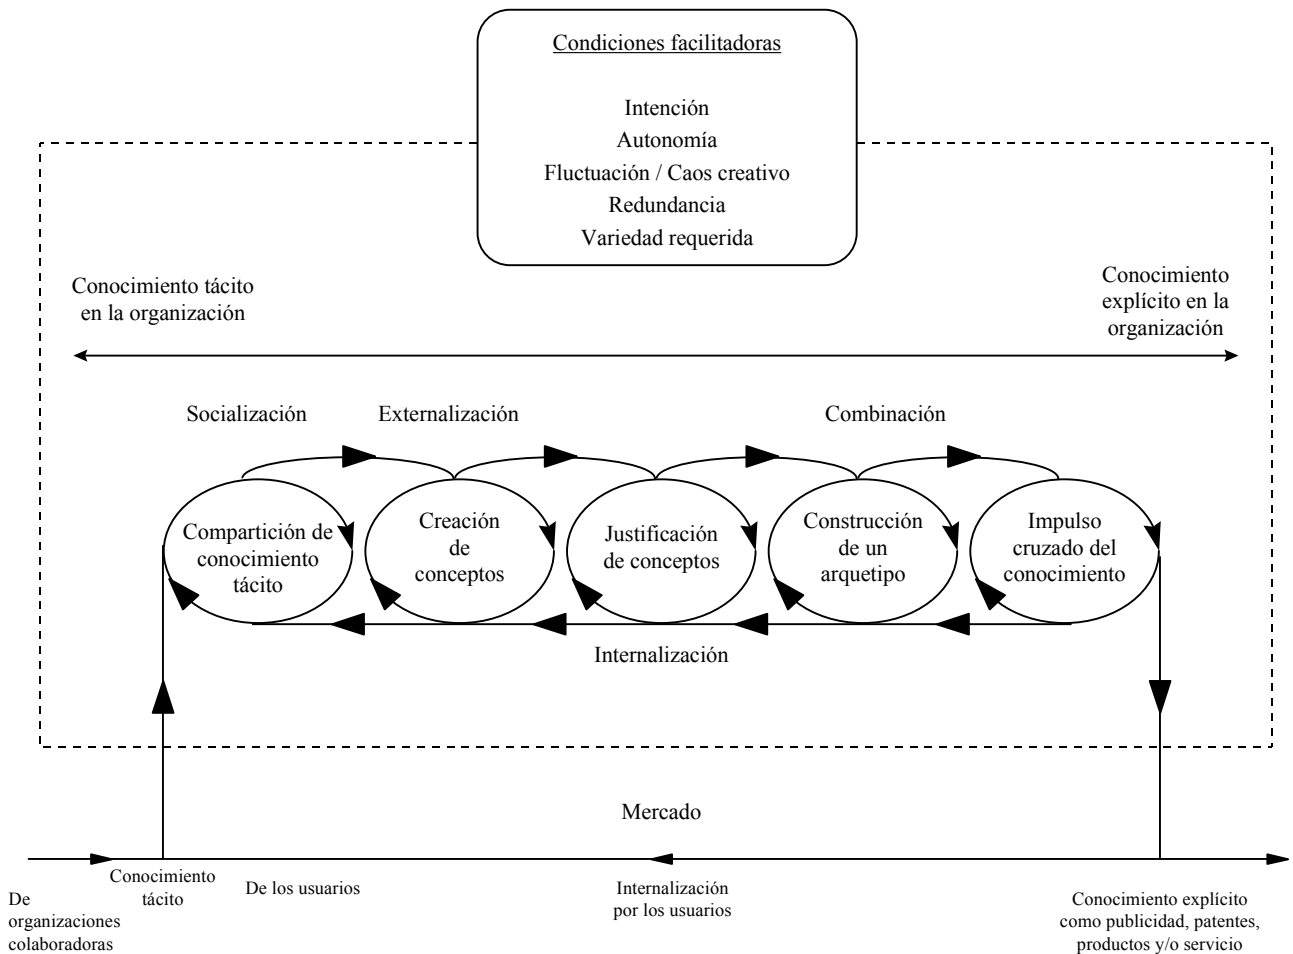 Condiciones facilitadoras
Intención
Autonomía
Fluctuación / Caos creativo
Redundancia
Variedad requerida
Conocimiento tácito
en la organización
Conocimiento
explícito en la
organización
Socialización
Externalización
Combinación
Compartición de
conocimiento
tácito
Creación
de
conceptos
Justificación
de conceptos
Construcción
de un
arquetipo
Impulso
cruzado del
conocimiento
Internalización
Mercado
De
organizaciones
colaboradoras
Conocimiento
tácito
De los usuarios
Internalización
por los usuarios
Conocimiento explícito
como publicidad, patentes,
productos y/o servicio